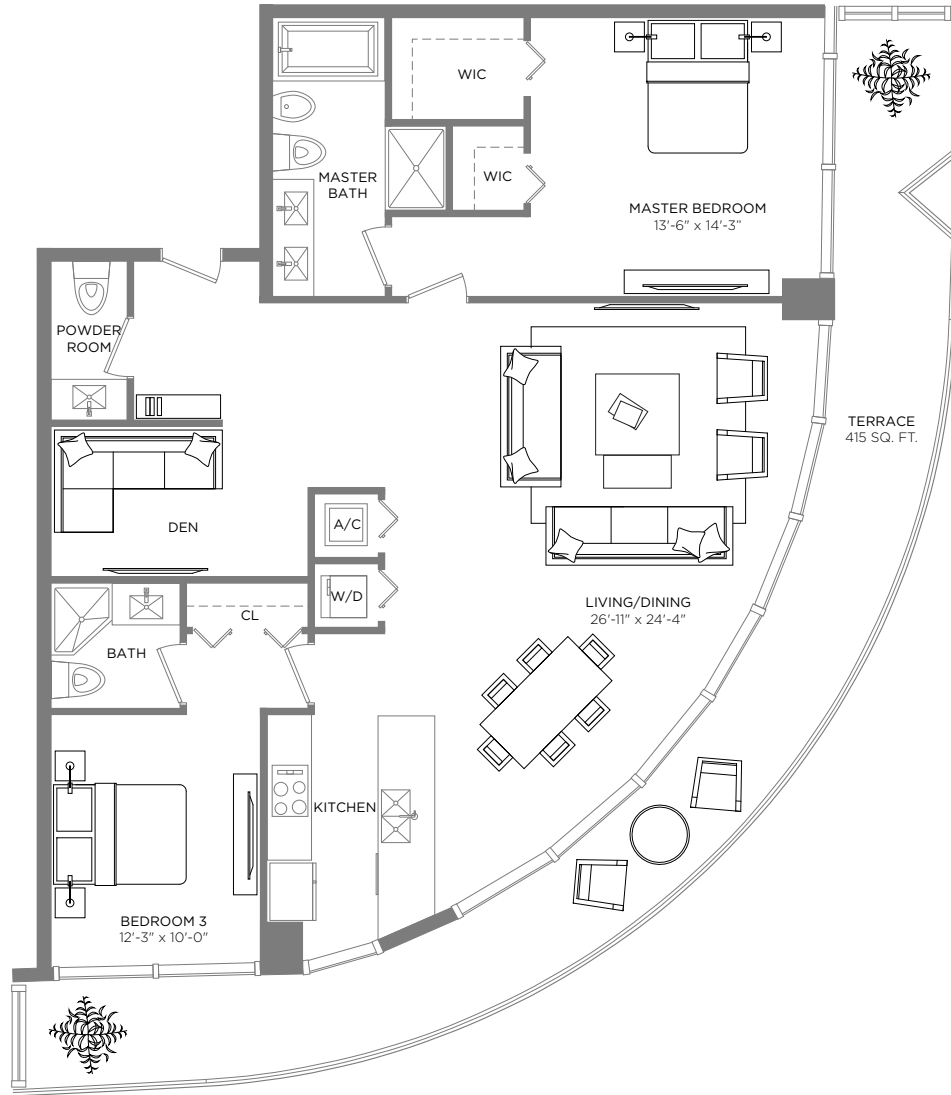 WIC
WIC
MASTER
BATH
MASTER BEDROOM
13'-6" x 14'-3"
POWDER
ROOM
TERRACE
415 SQ. FT.
DEN
A/C
W/D
CL
LIVING/DINING
26'-11" x 24'-4"
BATH
KITCHEN
BEDROOM 3
12'-3" x 10'-0"